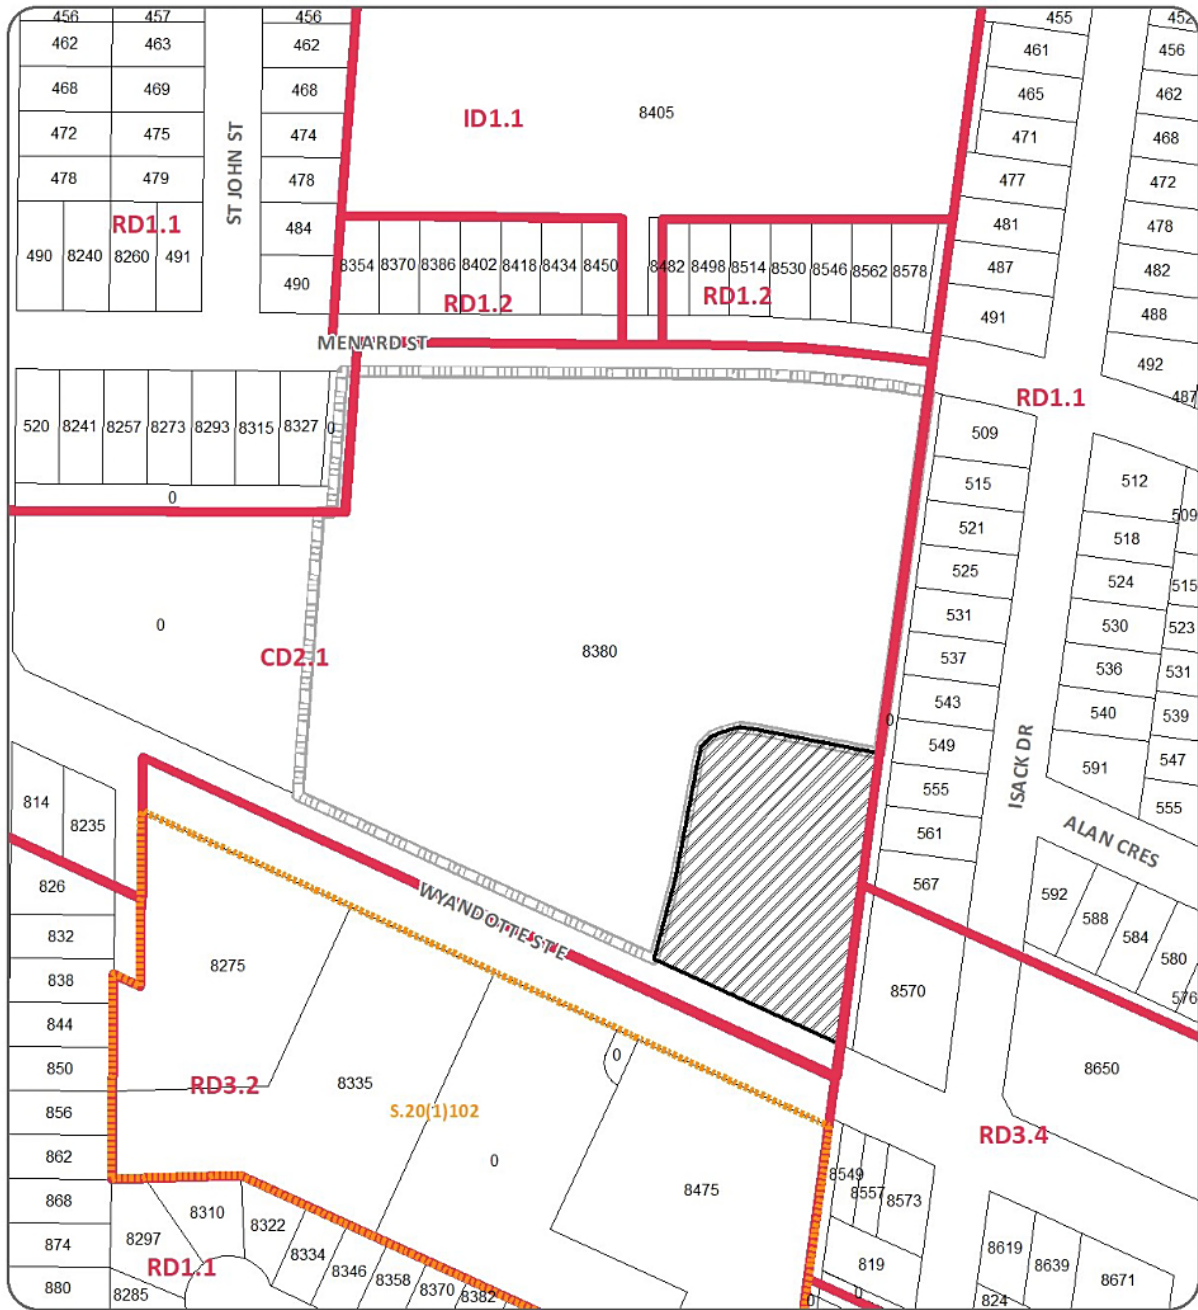 456 457 456 455 452
462 463 462 ID1.1 8405 461 456
468 469 ST JOHN ST 468 465 462
472 475 474 471 468
478 479 478 477 472
RD1.1 484 481 478
490 8240 8260 491 490 487 482
8354 8370 8386 8402 8418 8434 8450 8482 8498 8514 8530 8546 8562 8578
RD1.2 RD1.2 491 488
MENARD ST 492
RD1.1 487
520 8241 8257 8273 8293 8315 8327 0 509
0 515 512 509
521 518
525 524 515
0 8380 531 530 523
CD2.1 537 536 531
543 540 539
0 549 591 547
814 8235 555 ISACK DR 555
561 ALAN CRES
826 WYANDOTTE ST E 567 592 588 584 580 576
832
838 8275 8570
844 0
850 RD3.2 8335 8650
856 S.20(1)102 RD3.4
862 0 8475 8549 8557 8573
868 8310 8322
874 8297 8334 8346 8358 8370 8382 819 8619 8639 8671
RD1.1
880 8285 0 0 824